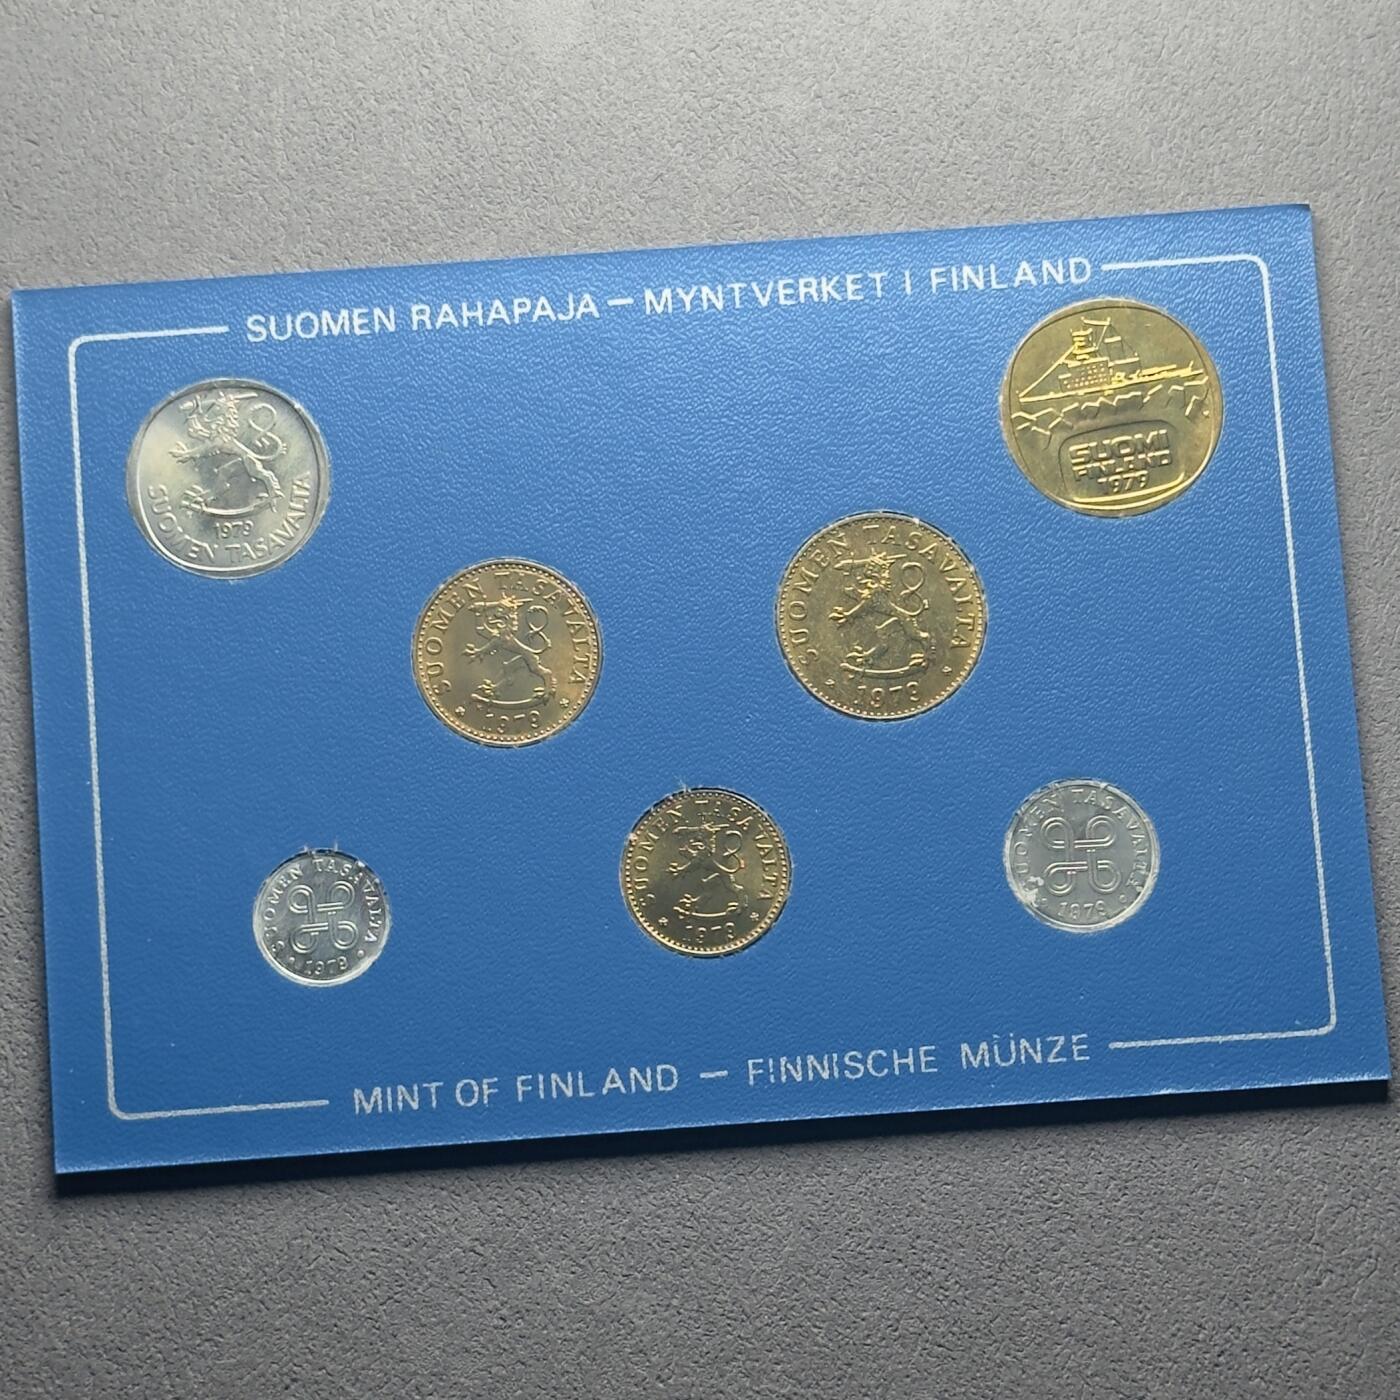 SUOMEN RAHAPAJA – MYNTVERKET I FINLAND
SUOMEN TASAVALTA
1979
SUOMI
FINLAND
1979
SUOMEN TASAVALTA
1979
SUOMEN TASAVALTA
1979
SUOMEN TASAVALTA
1979
SUOMEN TASAVALTA
1979
SUOMEN TASAVALTA
1979
MINT OF FINLAND – FINNISCHE MÜNZE